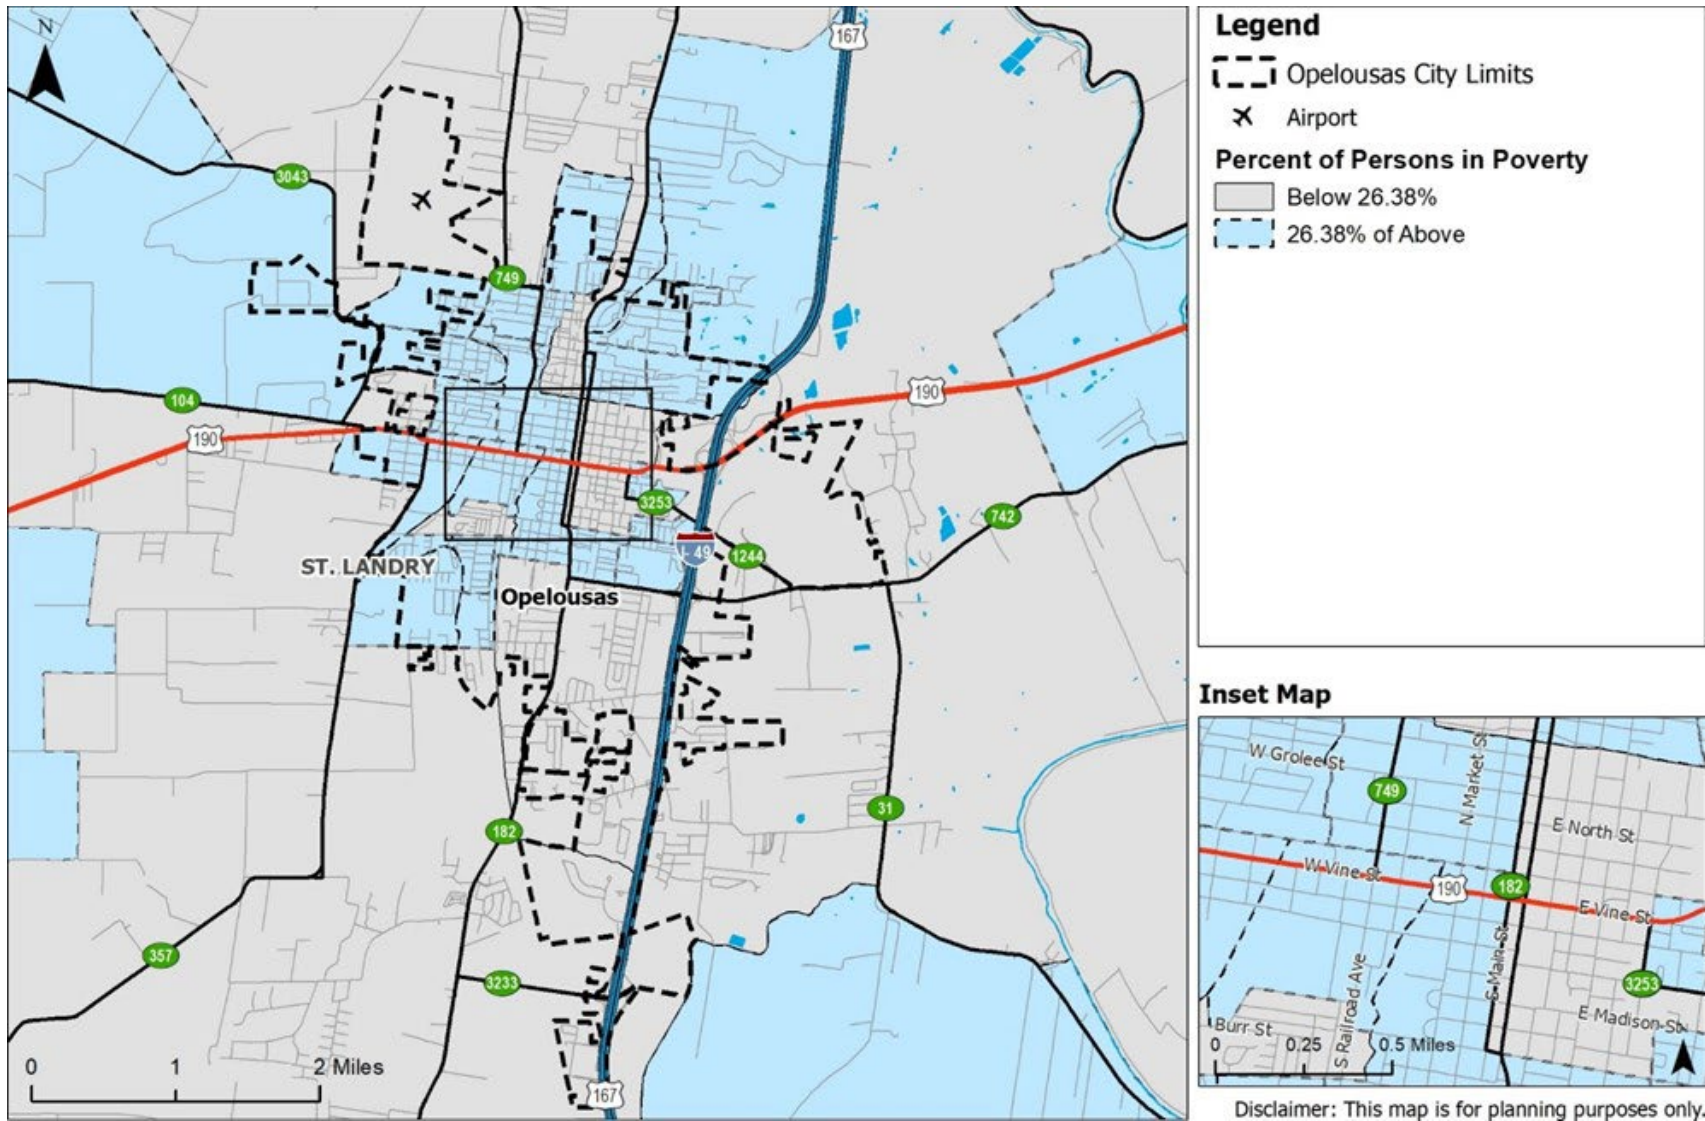 N
167
3043
749
104
190
190
3253
742
I-49
1244
ST. LANDRY
Opelousas
31
182
357
3233
167
0 1 2 Miles
Legend
Opelousas City Limits
Airport
Percent of Persons in Poverty
Below 26.38%
26.38% of Above
Inset Map
W Grolee St
N. Market St
749
E North St
W Vine St
190
182
E Vine St
S Main St
3253
S Railroad Ave
E Madison St
Burr St
0 0.25 0.5 Miles
Disclaimer: This map is for planning purposes only.